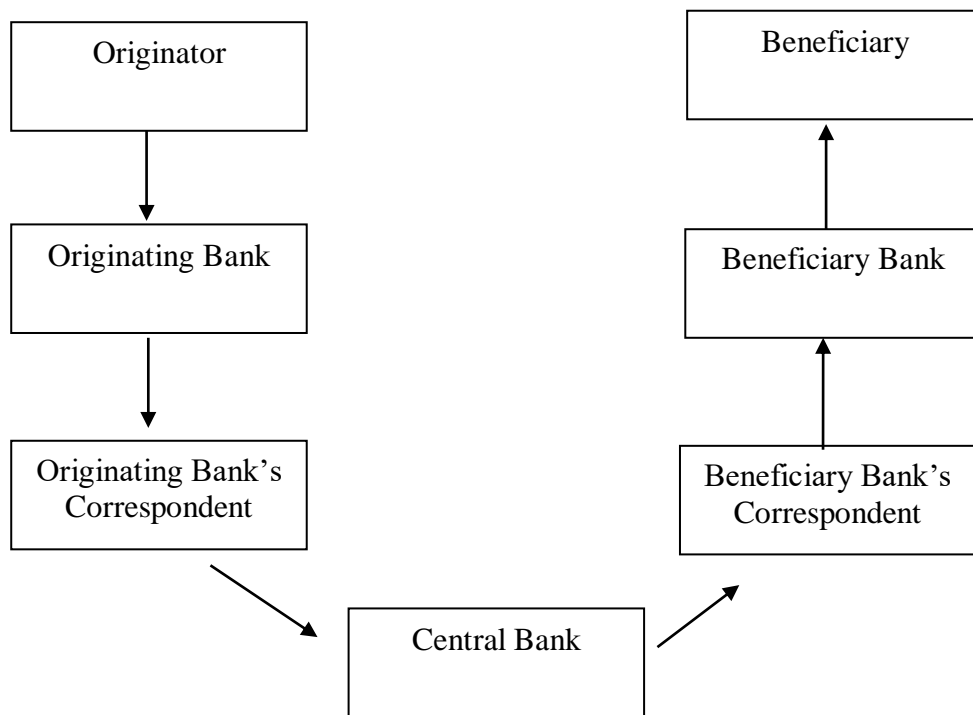 Originator
Originating Bank
Originating Bank’s
Correspondent
Central Bank
Beneficiary Bank’s
Correspondent
Beneficiary Bank
Beneficiary